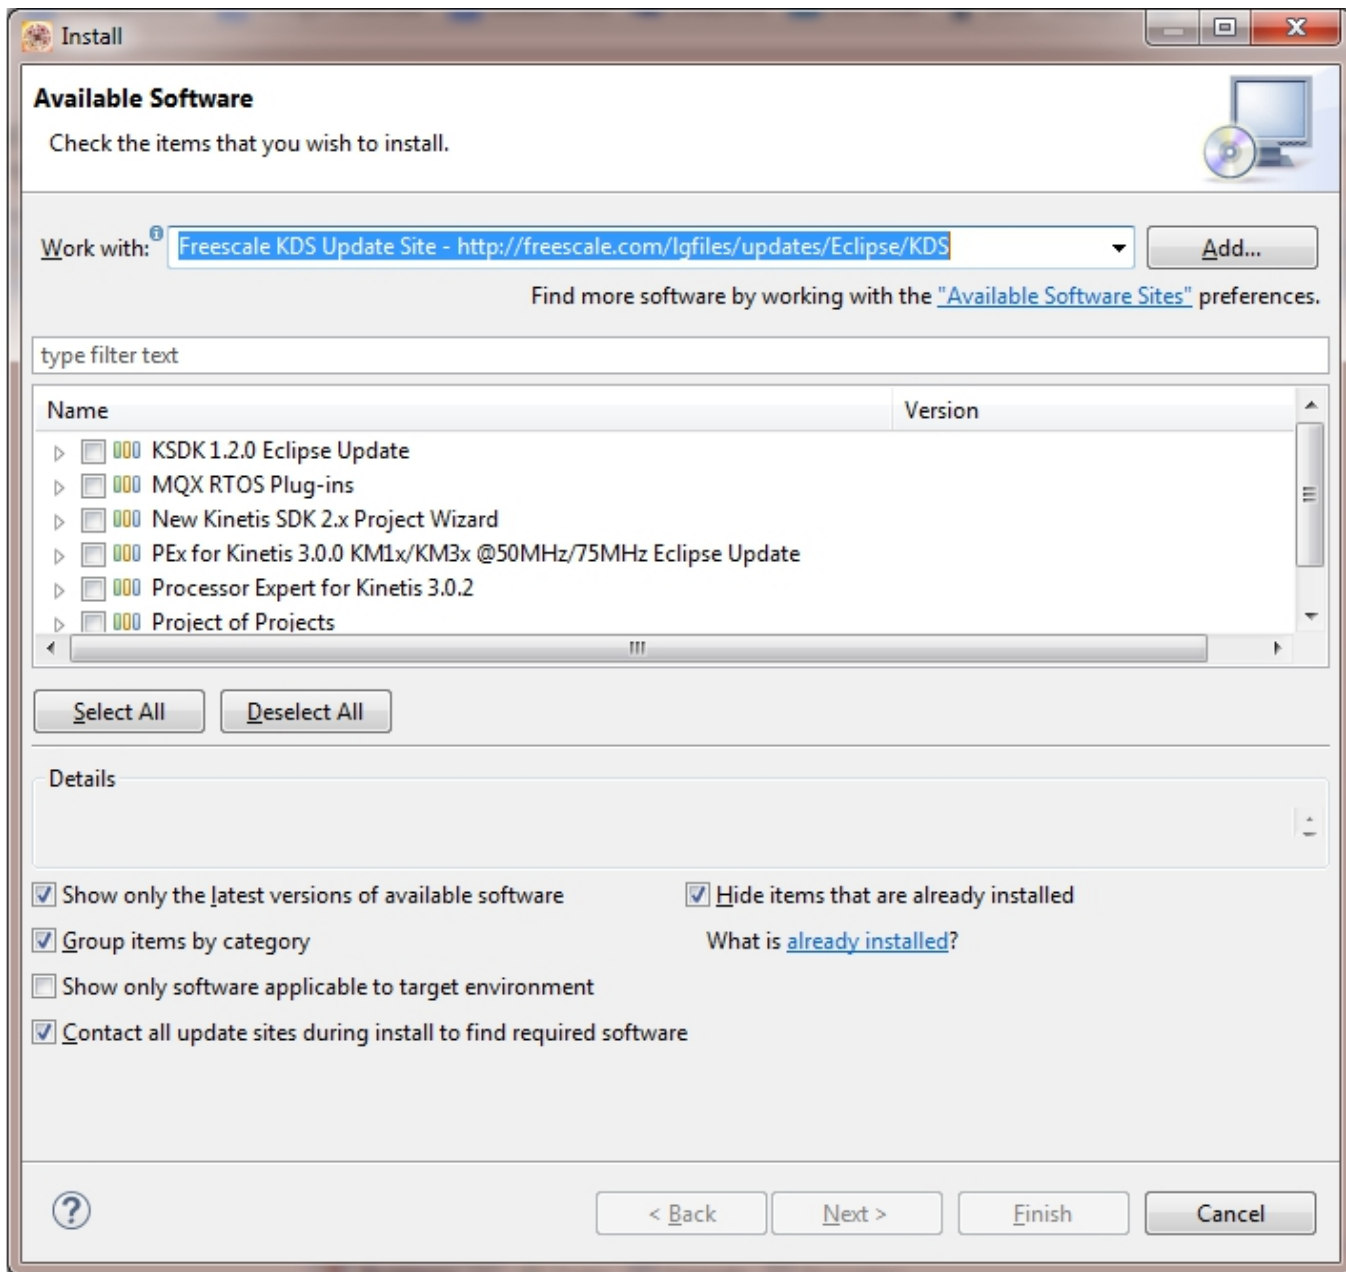 Install
Available Software
Check the items that you wish to install.
Work with: Freescale KDS Update Site - http://freescale.com/lgfiles/updates/Eclipse/KDS Add...
Find more software by working with the "Available Software Sites" preferences.
type filter text
Name Version
KSDK 1.2.0 Eclipse Update
MQX RTOS Plug-ins
New Kinetis SDK 2.x Project Wizard
PEx for Kinetis 3.0.0 KM1x/KM3x @50MHz/75MHz Eclipse Update
Processor Expert for Kinetis 3.0.2
Project of Projects
Select All Deselect All
Details
Show only the latest versions of available software Hide items that are already installed
Group items by category What is already installed?
Show only software applicable to target environment
Contact all update sites during install to find required software
? < Back Next > Finish Cancel